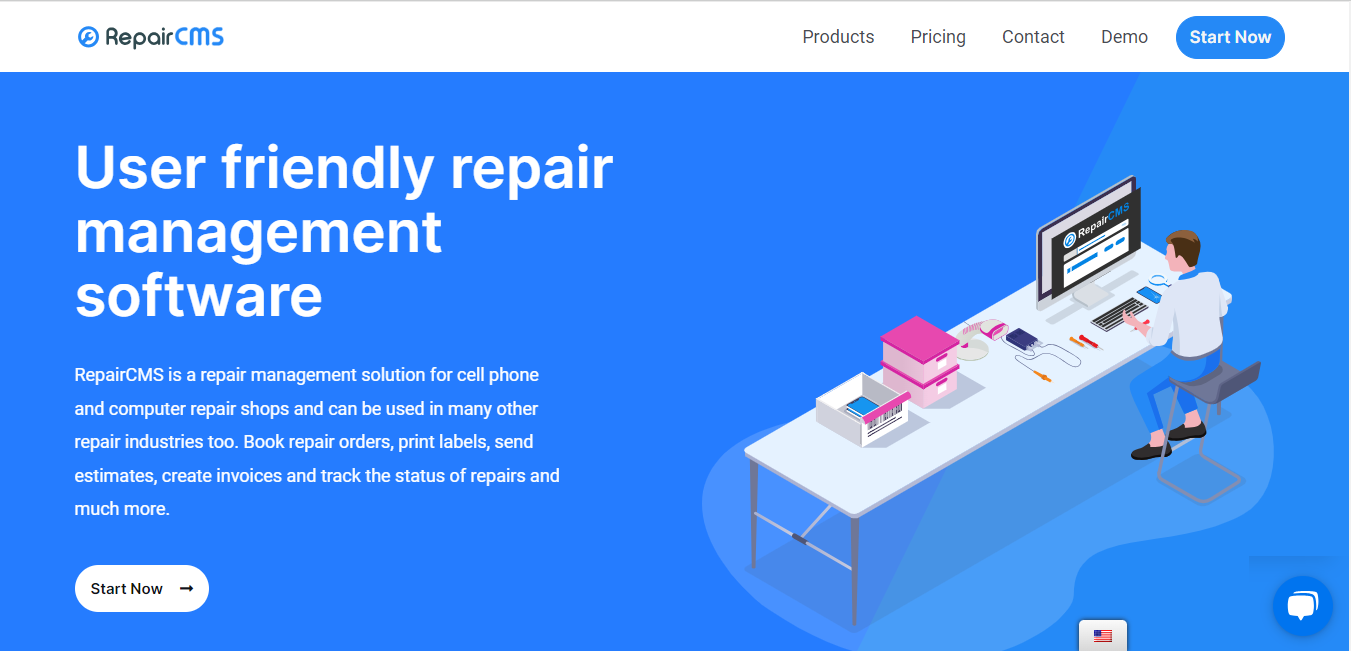 RepairCMS
Products
Pricing
Contact
Demo
Start Now
User friendly repair
management
software
RepairCMS is a repair management solution for cell phone
and computer repair shops and can be used in many other
repair industries too. Book repair orders, print labels, send
estimates, create invoices and track the status of repairs and
much more.
Start Now
RepairCMS